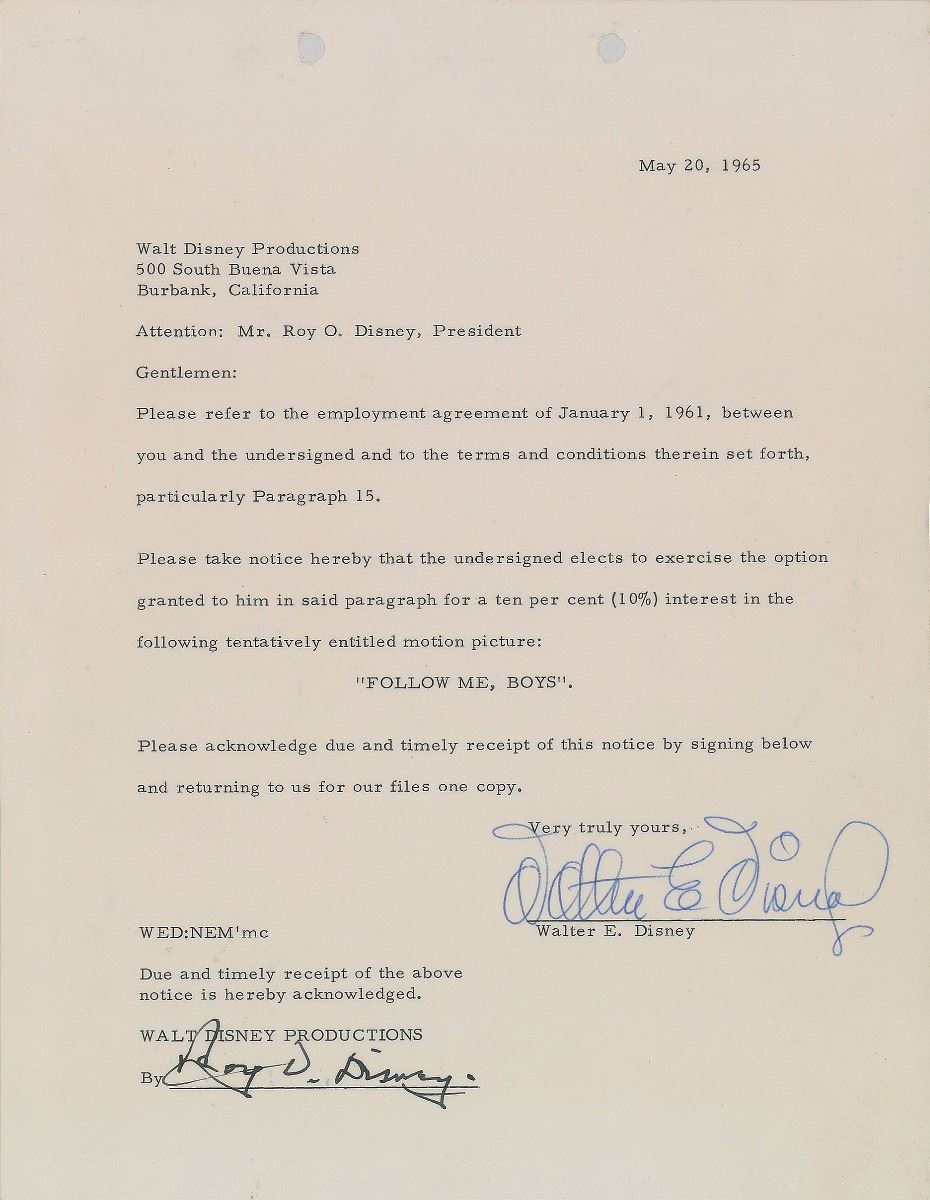 May 20, 1965
Walt Disney Productions
500 South Buena Vista
Burbank, California
Attention: Mr. Roy O. Disney, President
Gentlemen:
Please refer to the employment agreement of January 1, 1961, between
you and the undersigned and to the terms and conditions therein set forth,
particularly Paragraph 15.
Please take notice hereby that the undersigned elects to exercise the option
granted to him in said paragraph for a ten per cent (10%) interest in the
following tentatively entitled motion picture:
"FOLLOW ME, BOYS".
Please acknowledge due and timely receipt of this notice by signing below
and returning to us for our files one copy.
Very truly yours,
Walter E Disney
Walter E. Disney
WED:NEM'mc
Due and timely receipt of the above
notice is hereby acknowledged.
WALT DISNEY PRODUCTIONS
By Roy O. Disney.